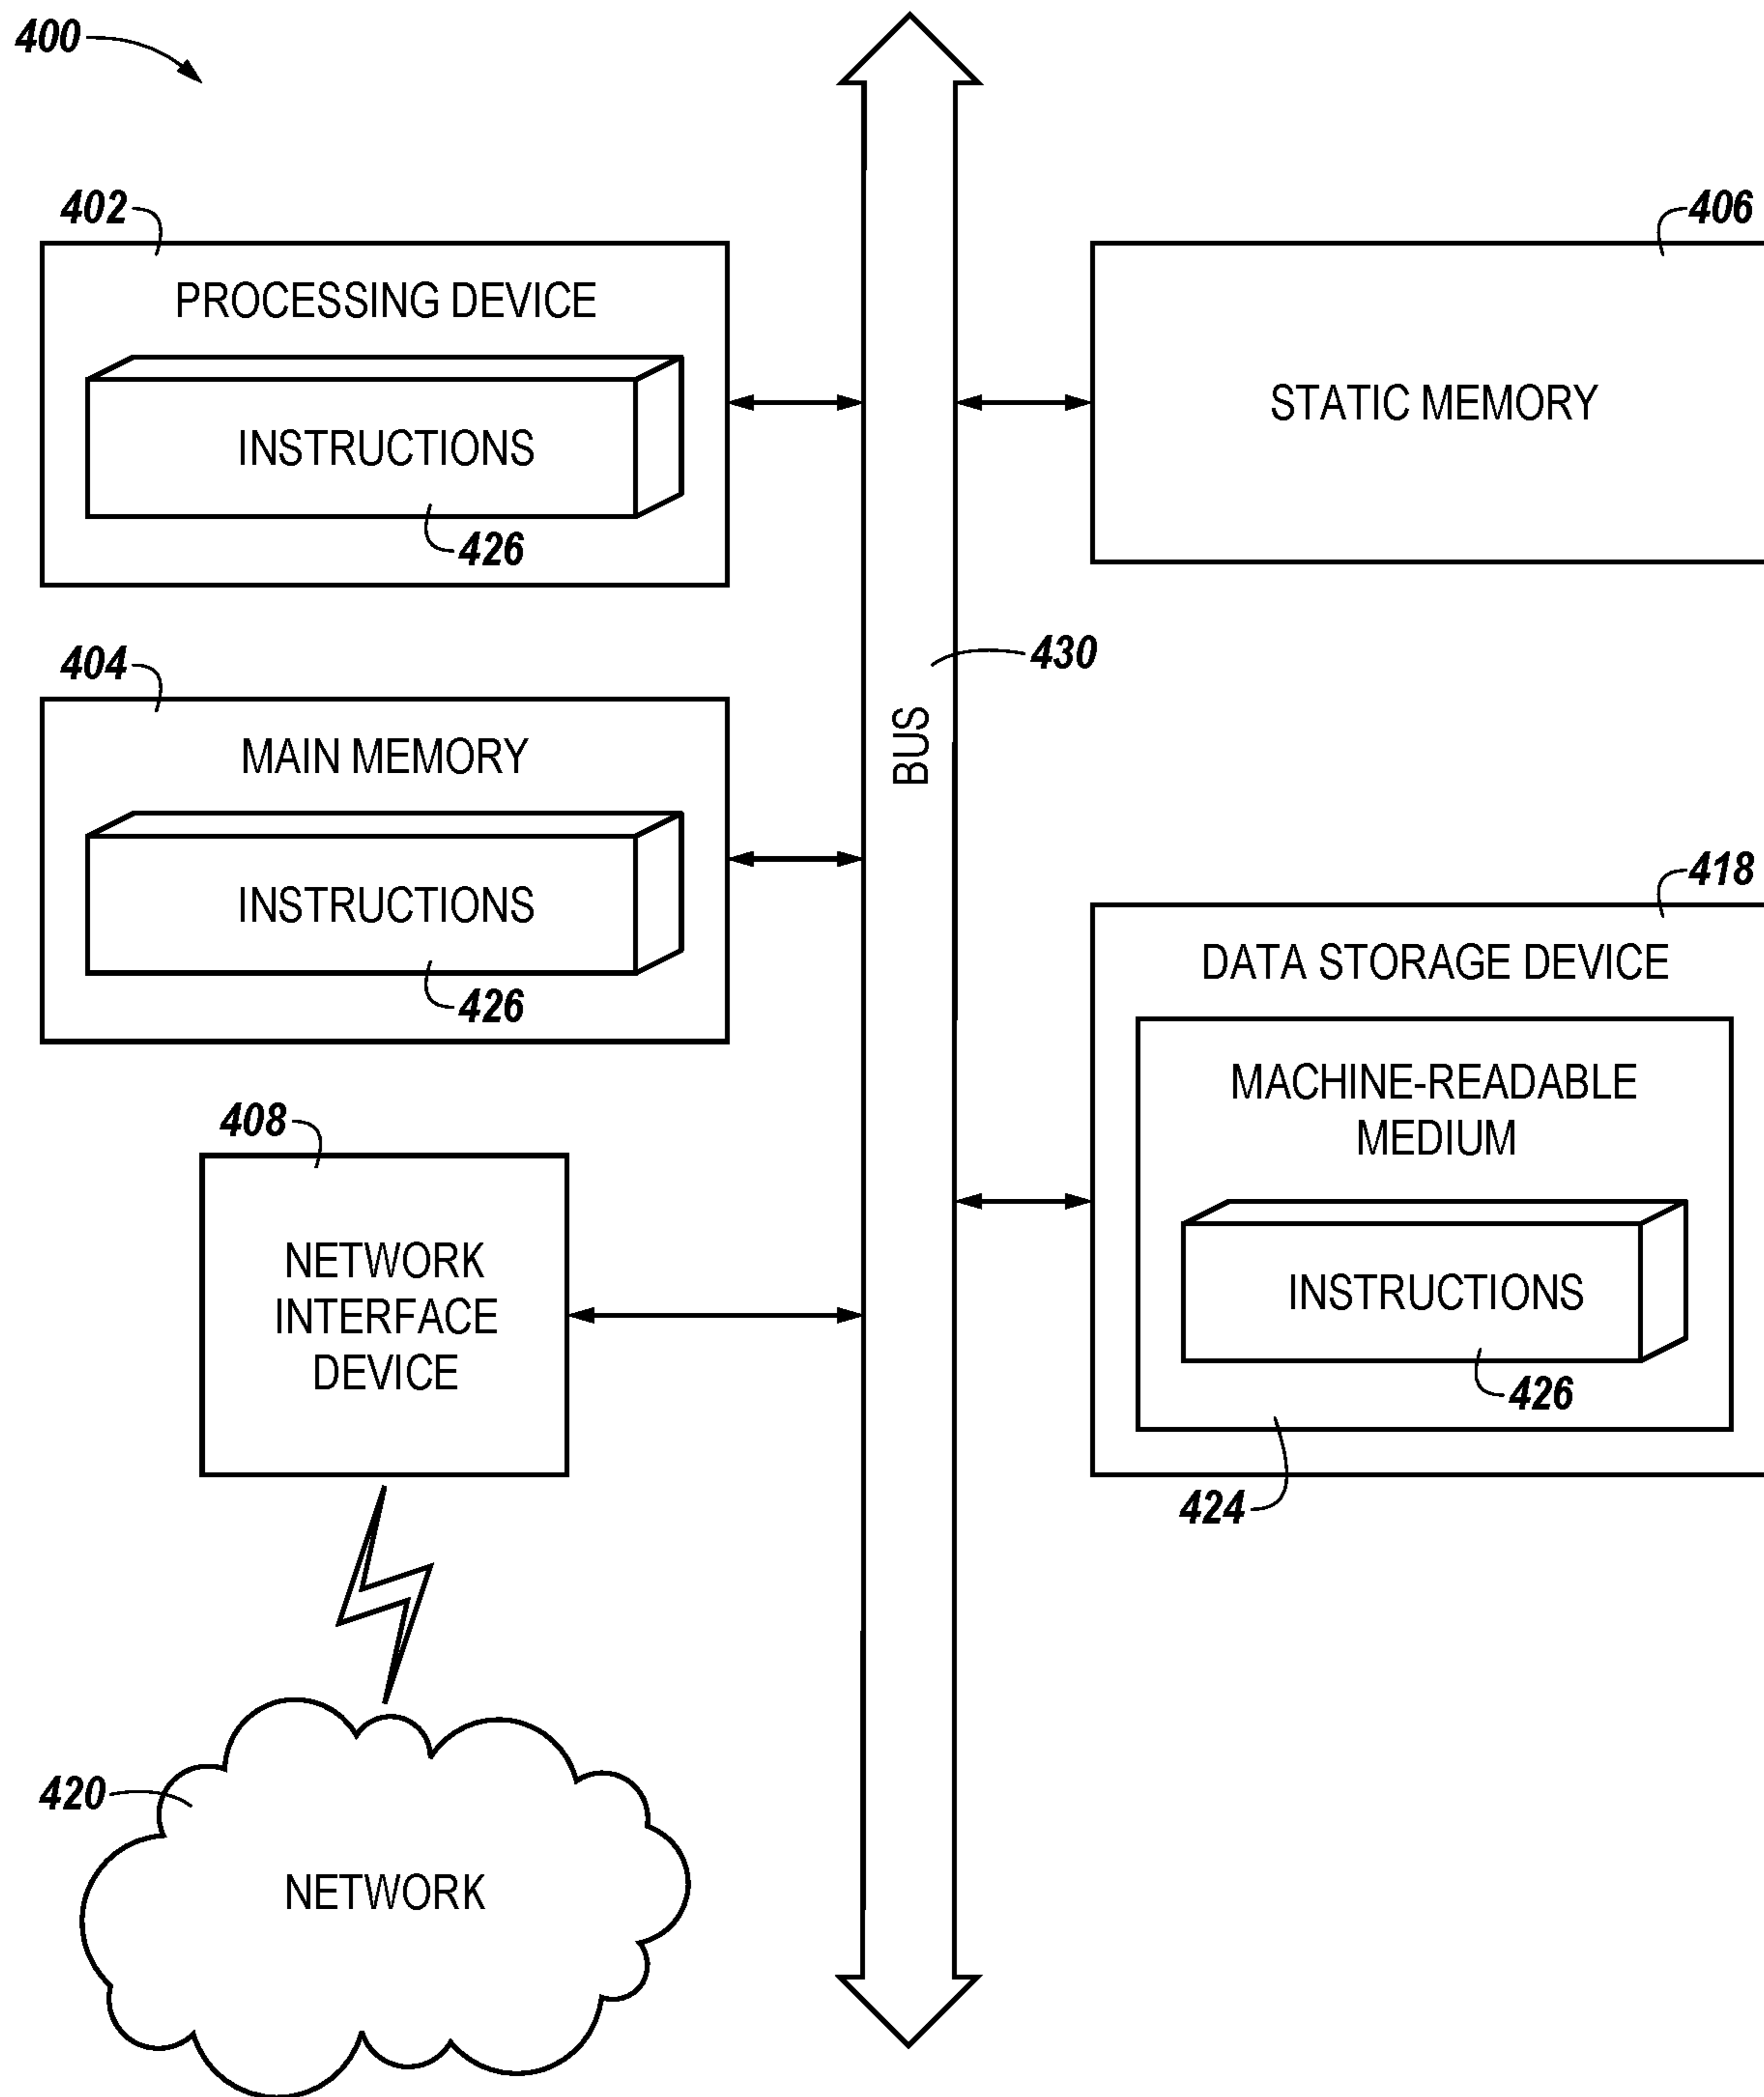 400
402
PROCESSING DEVICE
INSTRUCTIONS
426
406
STATIC MEMORY
404
MAIN MEMORY
INSTRUCTIONS
426
430
BUS
418
DATA STORAGE DEVICE
MACHINE-READABLE
MEDIUM
INSTRUCTIONS
426
424
408
NETWORK
INTERFACE
DEVICE
420
NETWORK